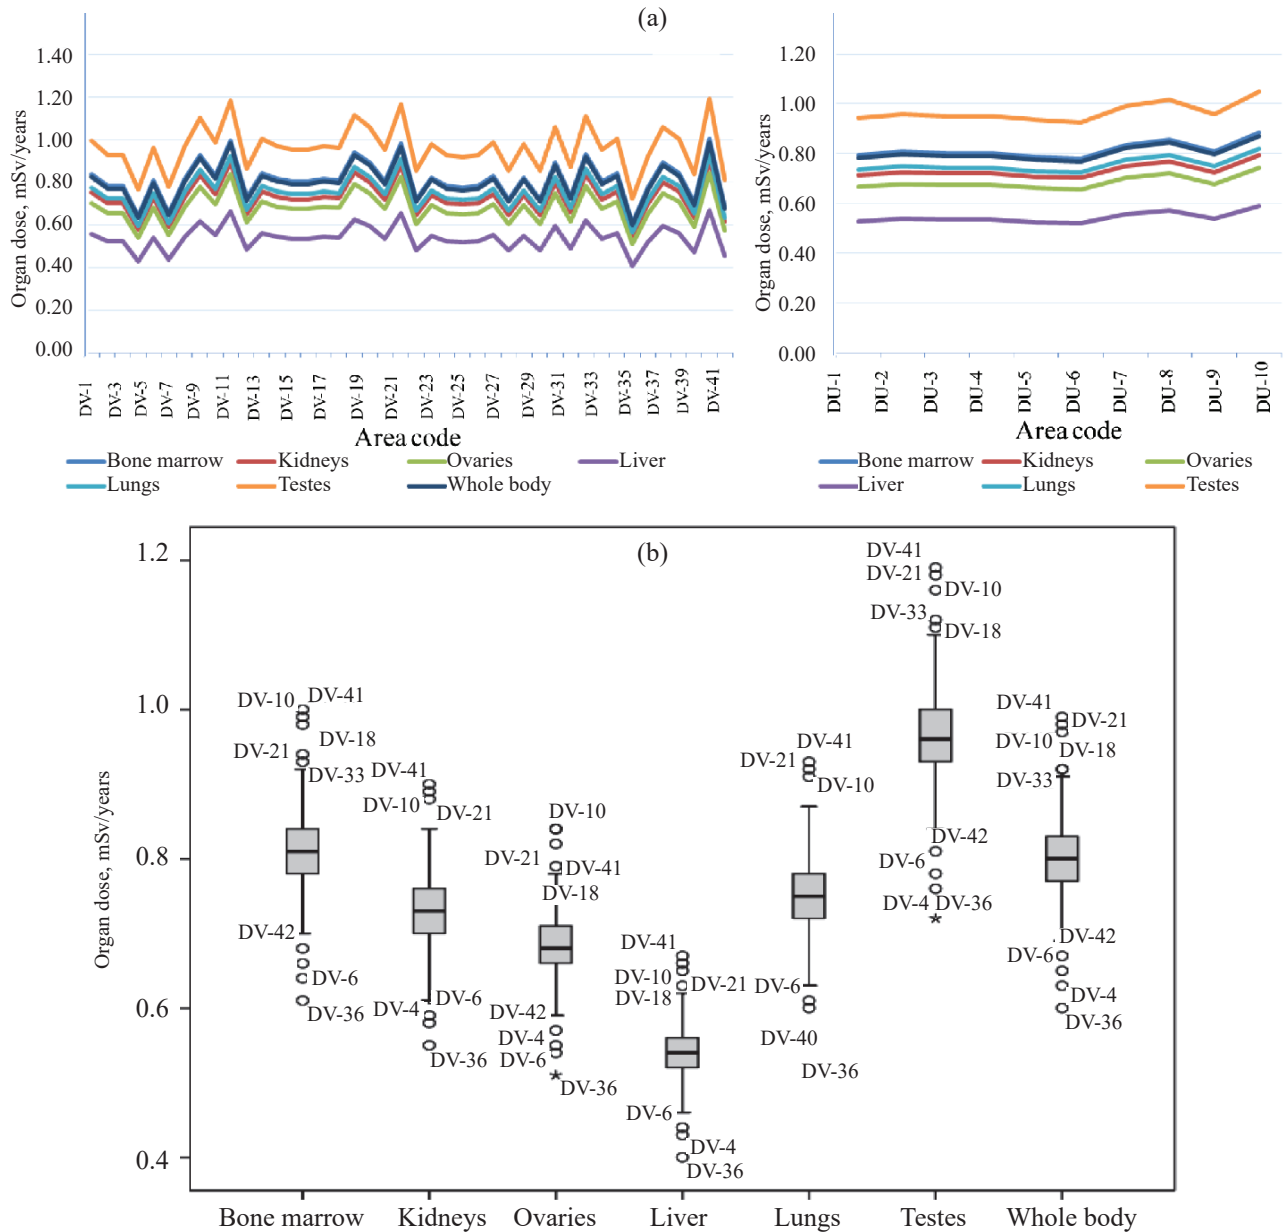 (a)
Organ dose, mSv/years
1.40
1.20
1.00
0.80
0.60
0.40
0.20
0.00
DV-1
DV-3
DV-5
DV-7
DV-9
DV-11
DV-13
DV-15
DV-17
DV-19
DV-21
DV-23
DV-25
DV-27
DV-29
DV-31
DV-33
DV-35
DV-37
DV-39
DV-41
Area code
Bone marrow Kidneys Ovaries Liver
Lungs Testes Whole body
Organ dose, mSv/years
1.20
1.00
0.80
0.60
0.40
0.20
0.00
DU-1
DU-2
DU-3
DU-4
DU-5
DU-6
DU-7
DU-8
DU-9
DU-10
Area code
Bone marrow Kidneys Ovaries
Liver Lungs Testes
(b)
Organ dose, mSv/years
1.2
1.0
0.8
0.6
0.4
DV-10 DV-41
DV-18
DV-21
DV-33
DV-42
DV-6
DV-36
DV-41
DV-10
DV-21
DV-6
DV-4
DV-36
DV-10
DV-21
DV-41
DV-18
DV-42
DV-4
DV-6
DV-36
DV-41
DV-10
DV-21
DV-18
DV-6
DV-4
DV-36
DV-41
DV-21
DV-10
DV-6
DV-40
DV-36
DV-41
DV-21
DV-10
DV-33
DV-18
DV-42
DV-6
DV-4 DV-36
DV-41
DV-21
DV-10
DV-18
DV-33
DV-42
DV-6
DV-4
DV-36
Bone marrow Kidneys Ovaries Liver Lungs Testes Whole body